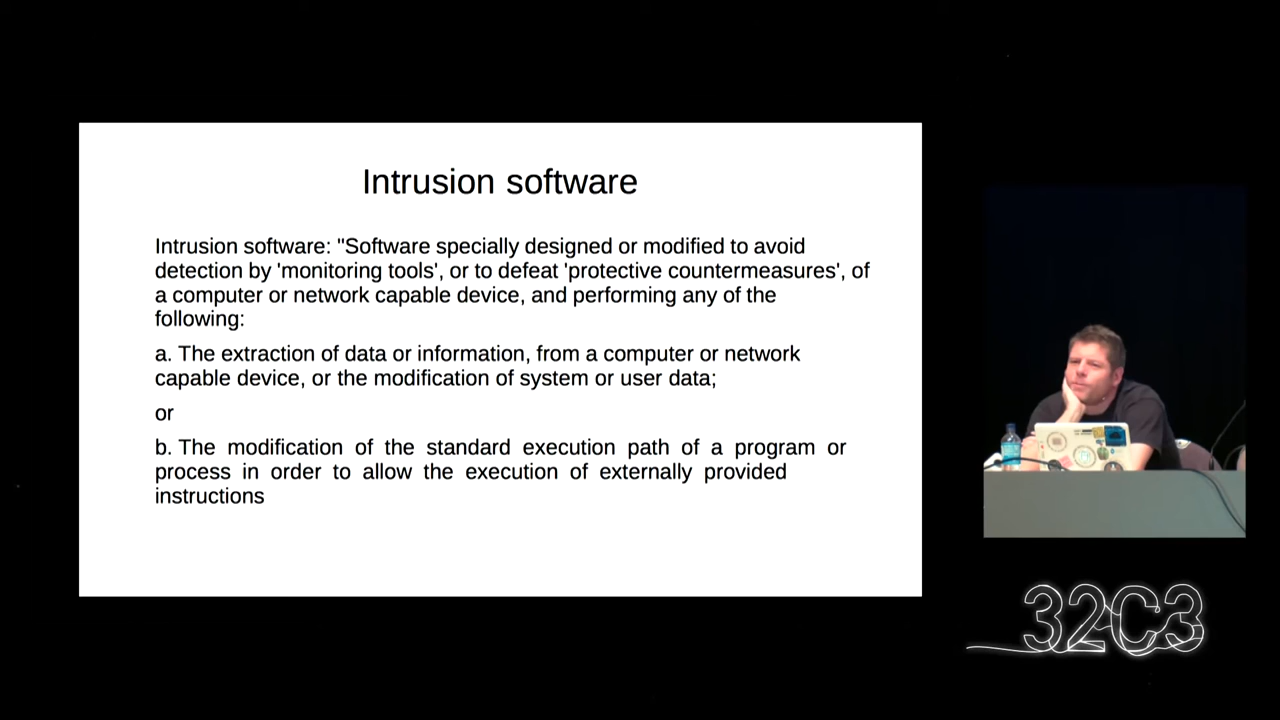 Intrusion software
Intrusion software: "Software specially designed or modified to avoid
detection by 'monitoring tools', or to defeat 'protective countermeasures', of
a computer or network capable device, and performing any of the
following:
a. The extraction of data or information, from a computer or network
capable device, or the modification of system or user data;
or
b. The modification of the standard execution path of a program or
process in order to allow the execution of externally provided
instructions
32C3